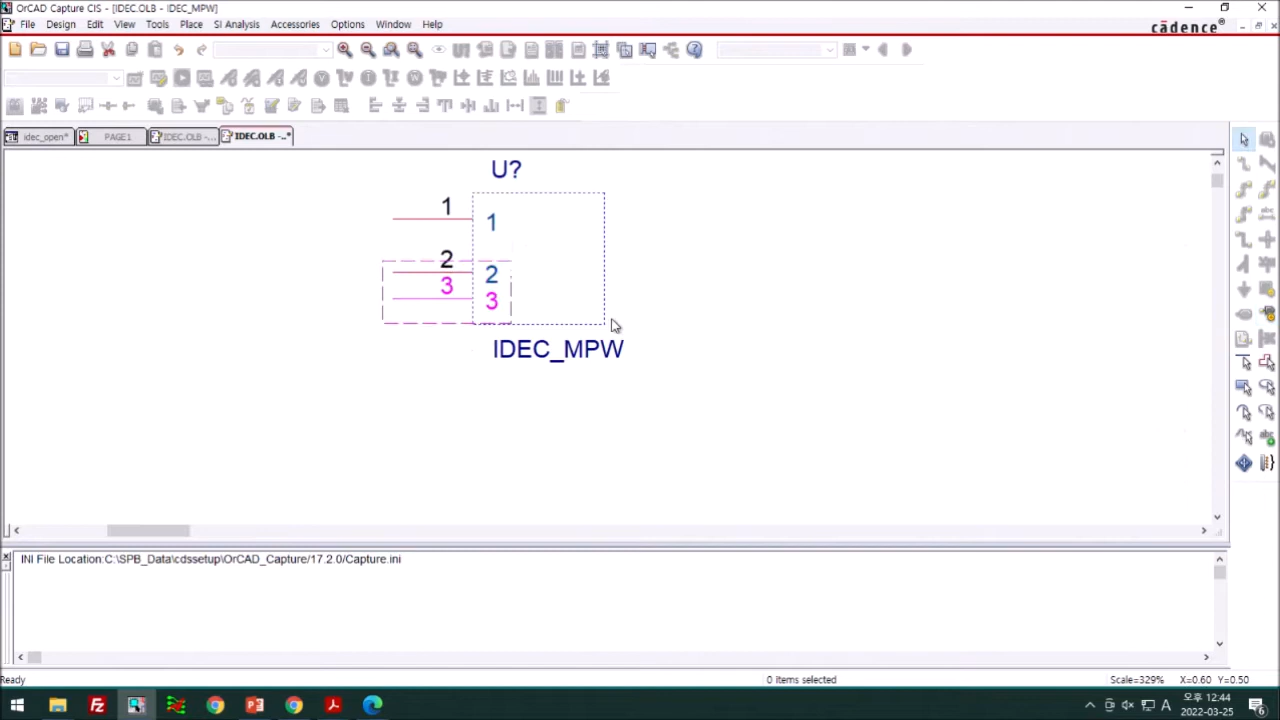 OrCAD Capture CIS - [IDEC.OLB - IDEC_MPW]
File Design Edit View Tools Place SI Analysis Accessories Options Window Help
cādence®
idec_open* PAGE1 IDEC.OLB -... IDEC.OLB -...*
U?
1 1
2 2
3 3
IDEC_MPW
INI File Location:C:\SPB_Data\cdssetup\OrCAD_Capture/17.2.0/Capture.ini
Ready 0 items selected Scale=329% X=0.60 Y=0.50
A 오후 12:44
2022-03-25 6